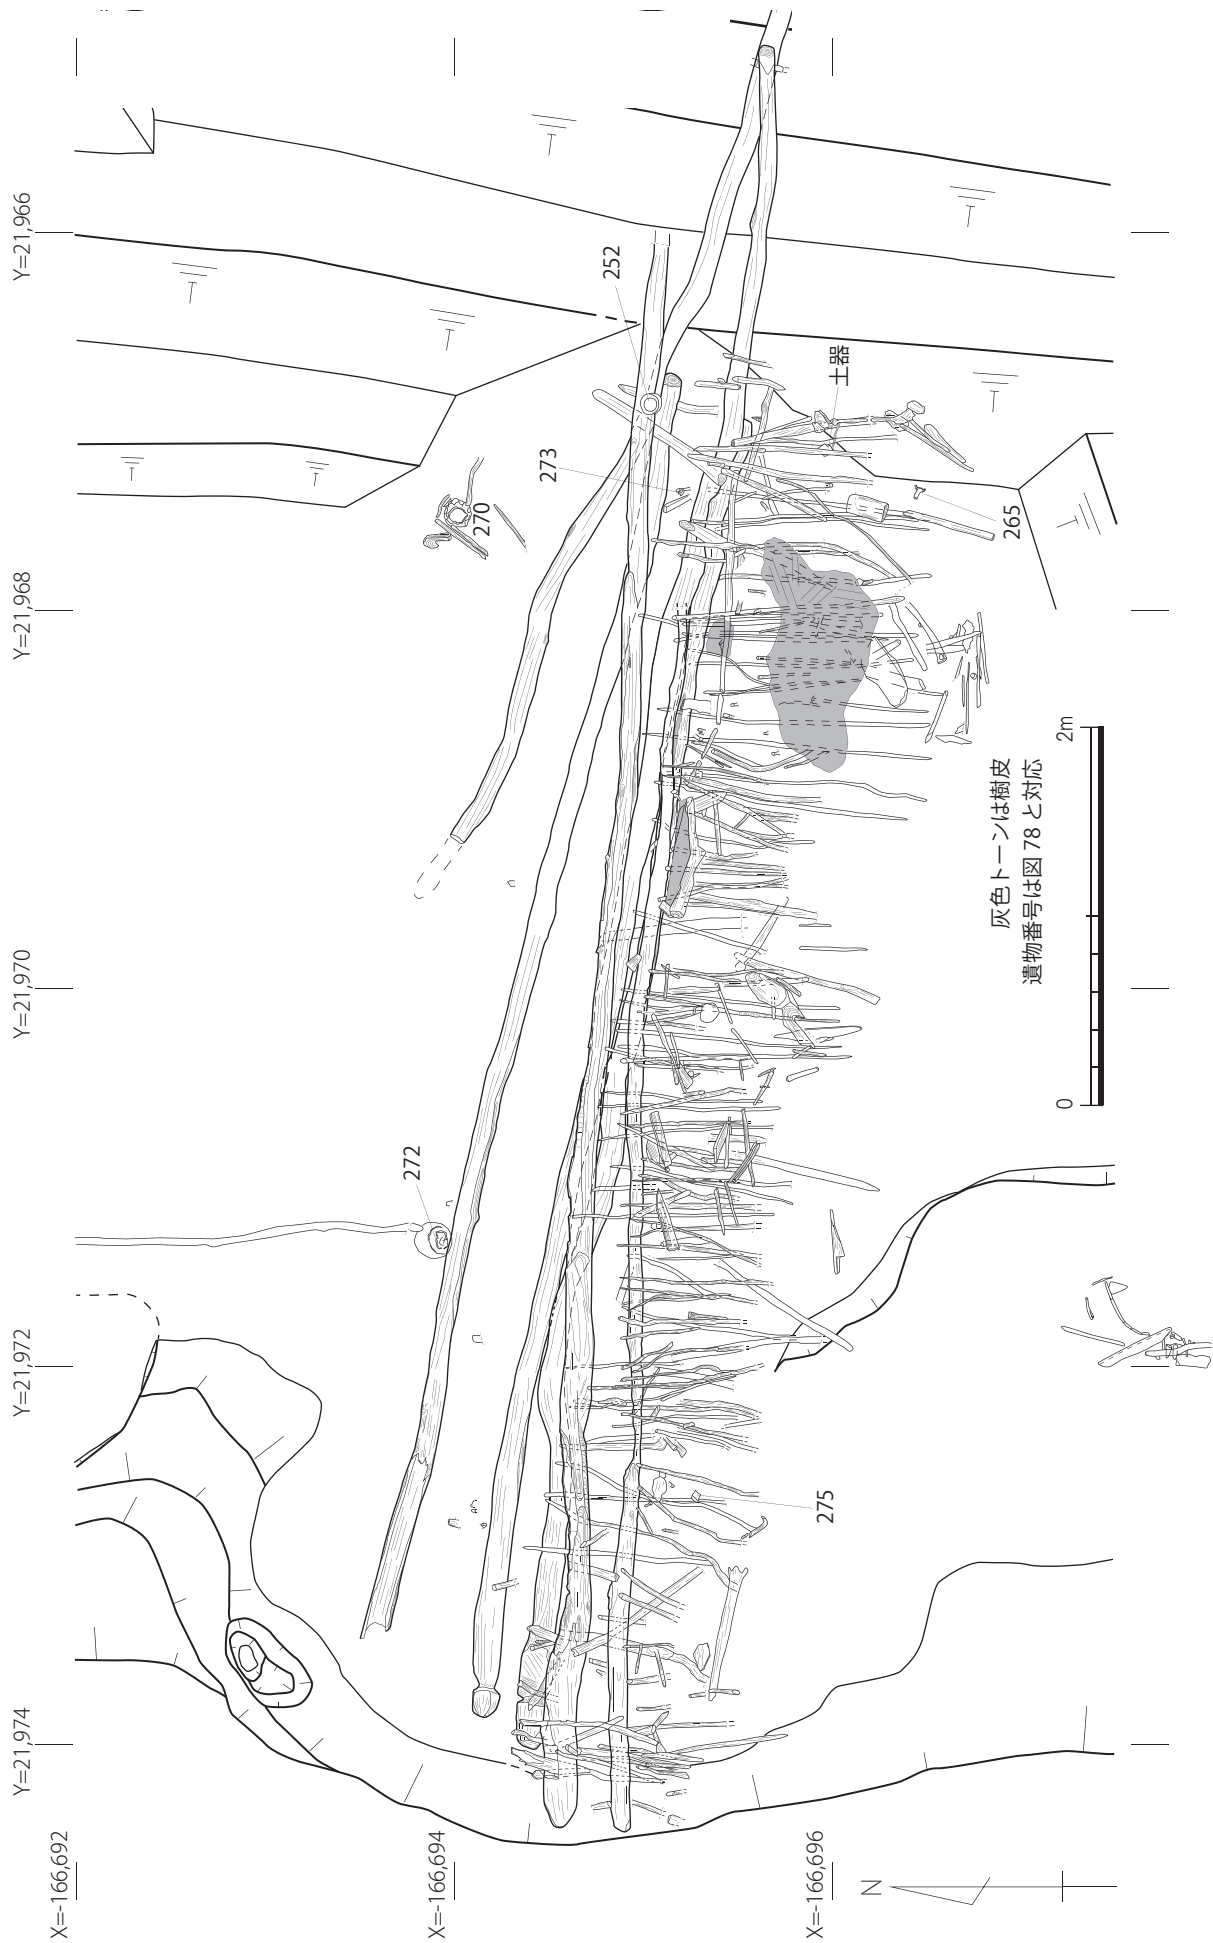 Y=21,966
Y=21,968
Y=21,970
Y=21,972
Y=21,974
X=-166,692
X=-166,694
X=-166,696
252
273
270
土器
265
272
275
灰色トーンは樹皮
遺物番号は図 78 と対応
0
2m
N